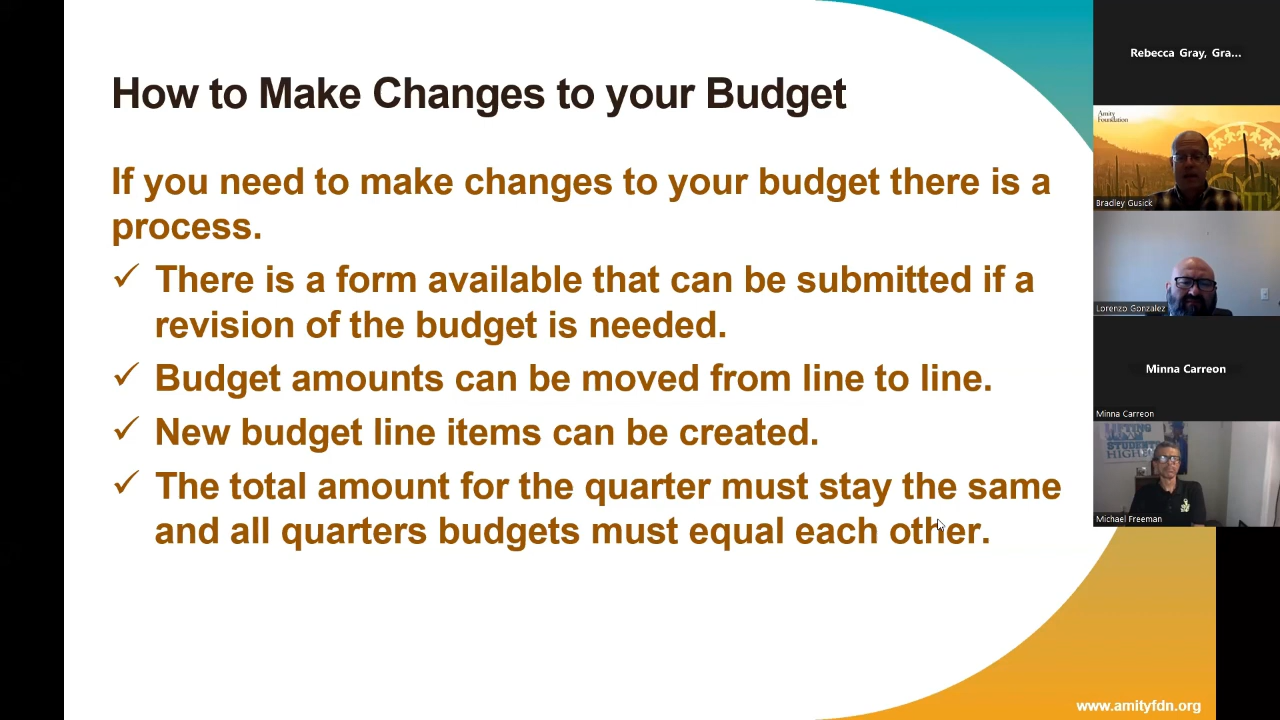 How to Make Changes to your Budget
If you need to make changes to your budget there is a
process.
✓ There is a form available that can be submitted if a
revision of the budget is needed.
✓ Budget amounts can be moved from line to line.
✓ New budget line items can be created.
✓ The total amount for the quarter must stay the same
and all quarters budgets must equal each other.
www.amityfdn.org
Rebecca Gray, Gra...
Amity
Foundation
Bradley Gusick
Lorenzo Gonzalez
Minna Carreon
Minna Carreon
STUDENT
HIGHER
Michael Freeman